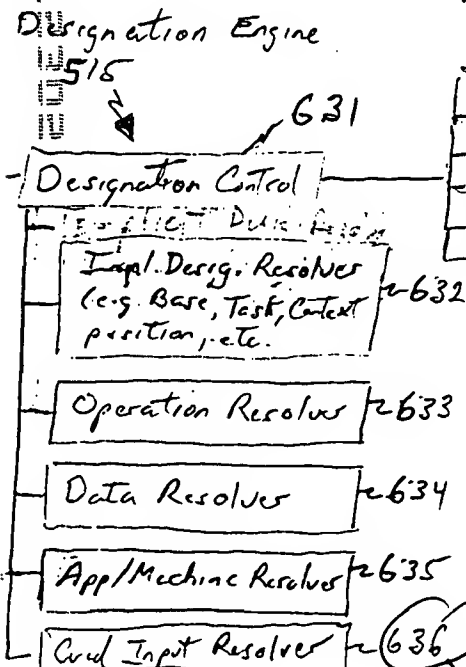 Designation Engine
515
631
Designation Control
Impl. Desig. Resolver
(e.g. Base, Task, Context
position, etc.
632
Operation Resolver
633
Data Resolver
634
App/Machine Resolver
635
Input Resolver
636